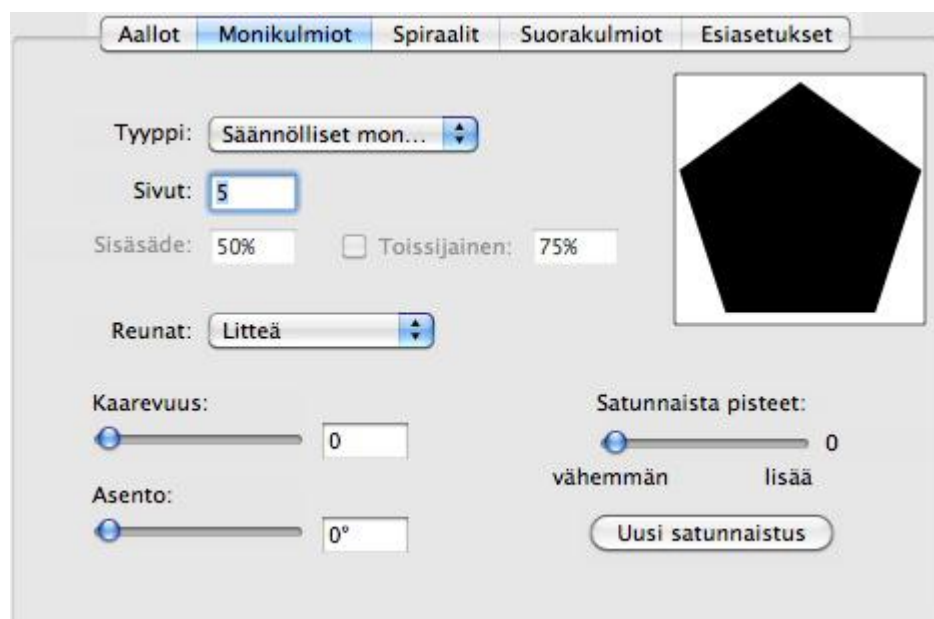 Aallot Monikulmiot Spiraalit Suorakulmiot Esiasetukset
Tyyppi: Säännölliset mon...
Sivut: 5
Sisäsäde: 50% Toissijainen: 75%
Reunat: Litteä
Kaarevuus: Satunnaista pisteet:
0 0
vähemmän lisää
Asento:
0° Uusi satunnaistus